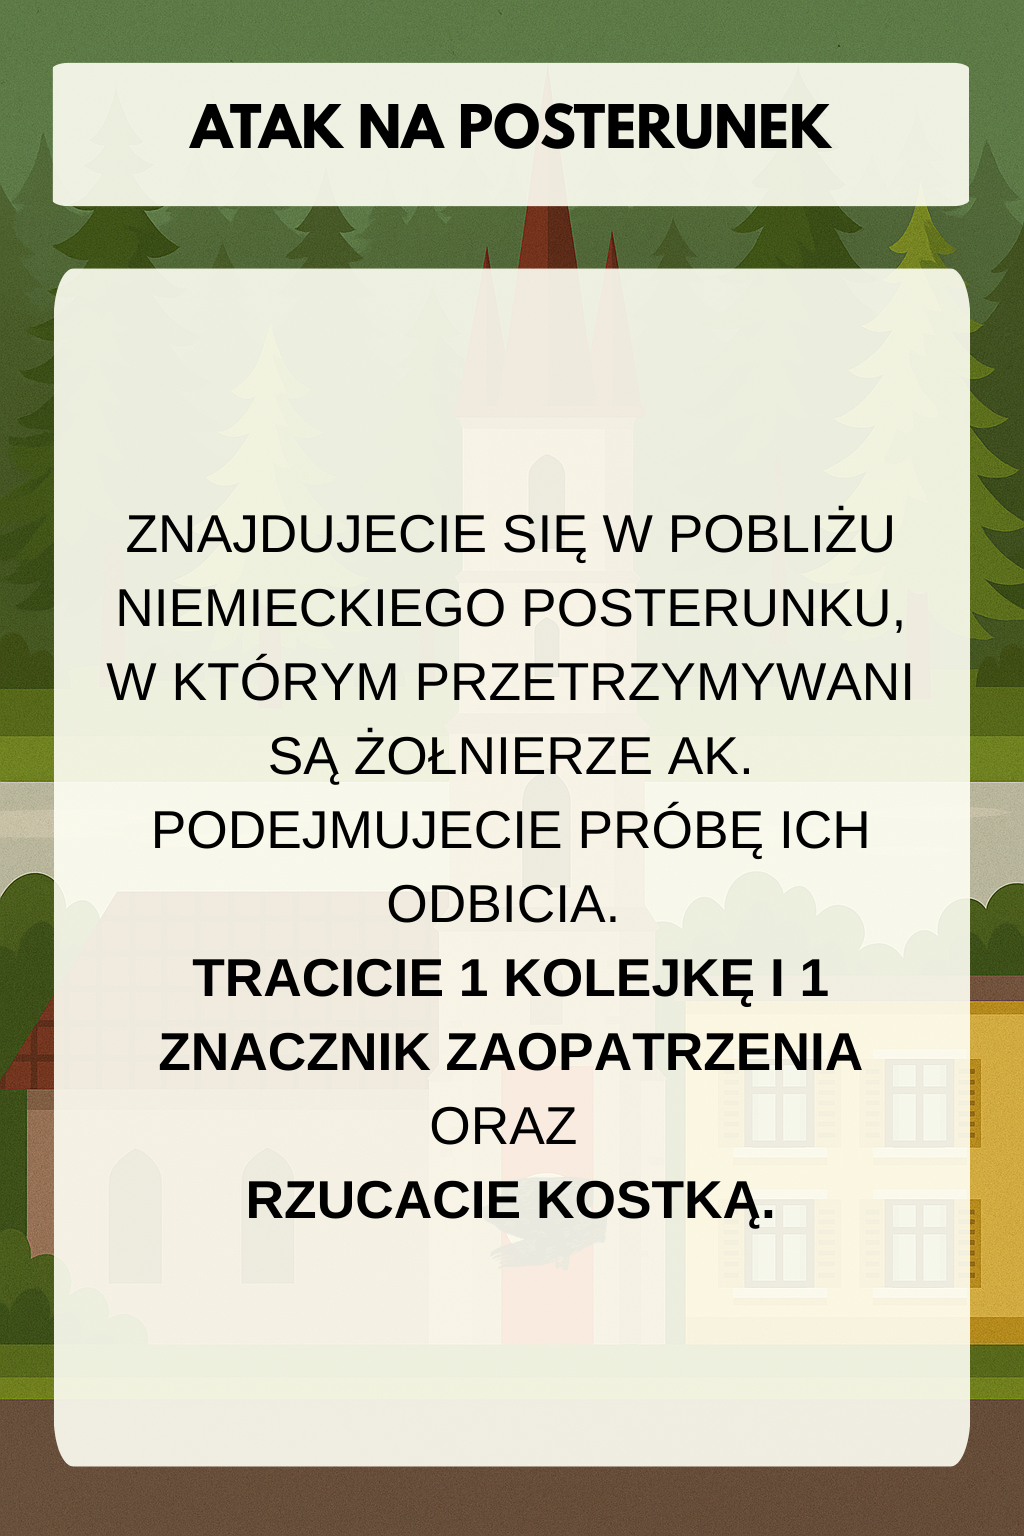 ATAK NA POSTERUNEK
ZNAJDUJECIE SIĘ W POBLIŻU
NIEMIECKIEGO POSTERUNKU,
W KTÓRYM PRZETRZYMYWANI
SĄ ŻOŁNIERZE AK.
PODEJMUJECIE PRÓBĘ ICH
ODBICIA.
TRACICIE 1 KOLEJKĘ I 1
ZNACZNIK ZAOPATRZENIA
ORAZ
RZUCACIE KOSTKĄ.